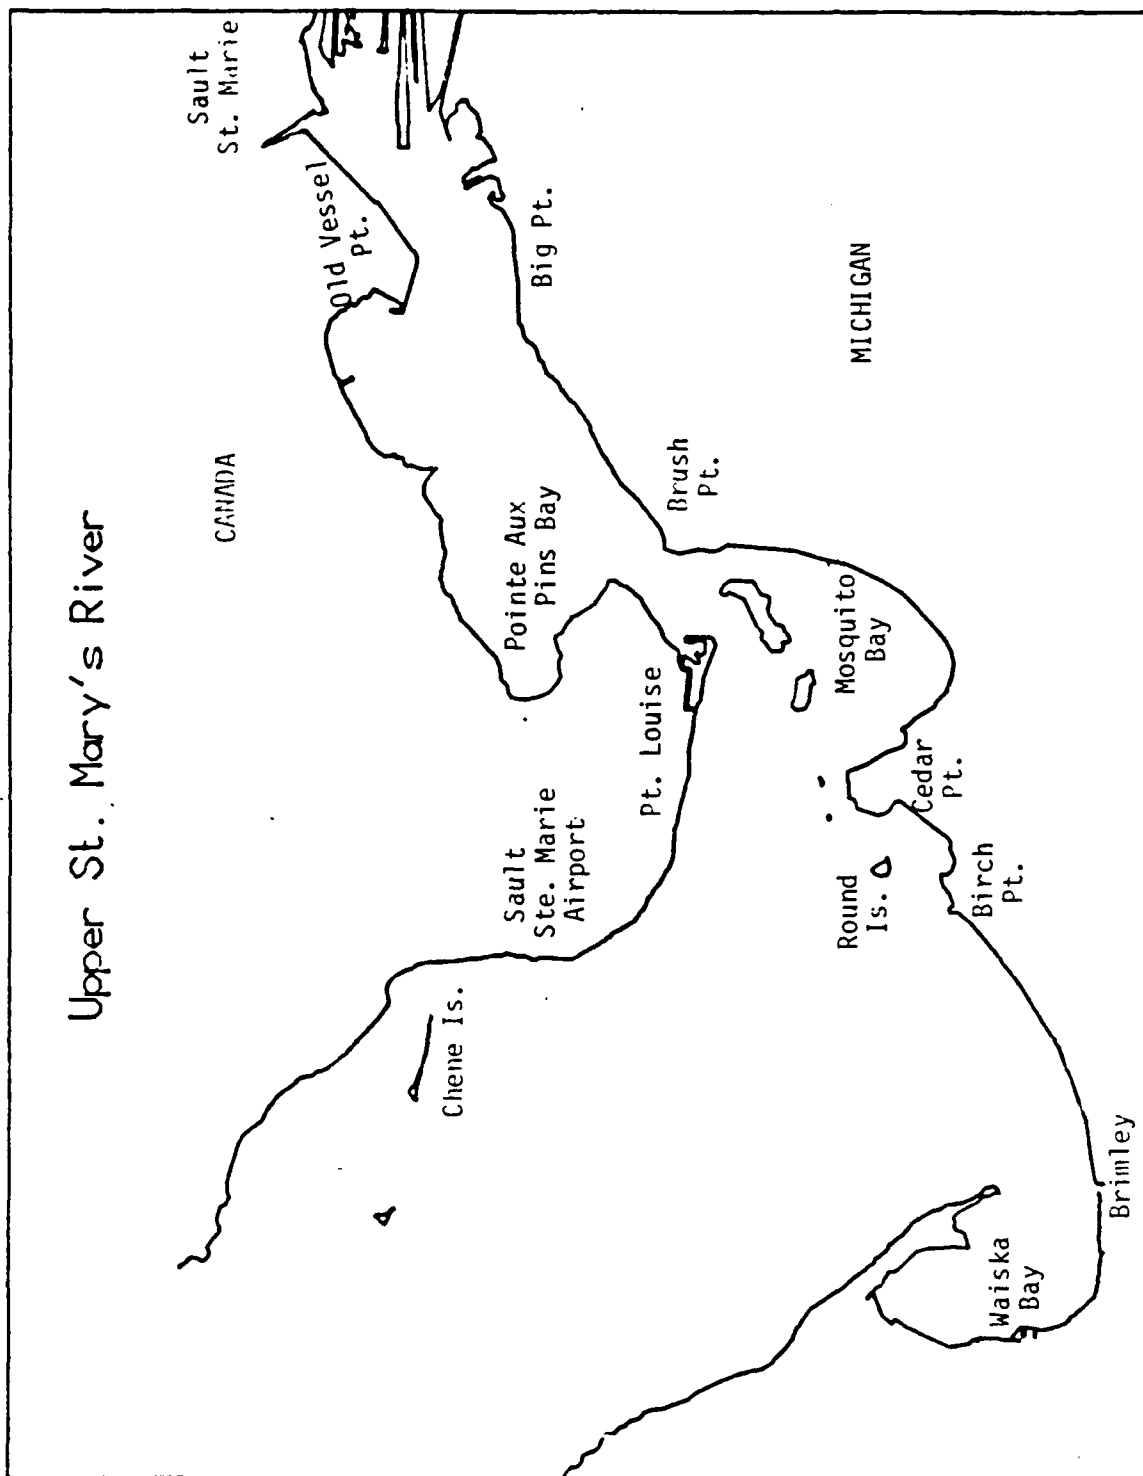 Upper St. Mary's River
CANADA
Sault
St. Marie
Old Vessel
Pt.
Pointe Aux
Pins Bay
Big Pt.
Sault
Ste. Marie
Airport
Pt. Louise
Brush
Pt.
MICHIGAN
Chene Is.
Round
Is.
Mosquito
Bay
Cedar
Pt.
Birch
Pt.
Waiska
Bay
Brimley